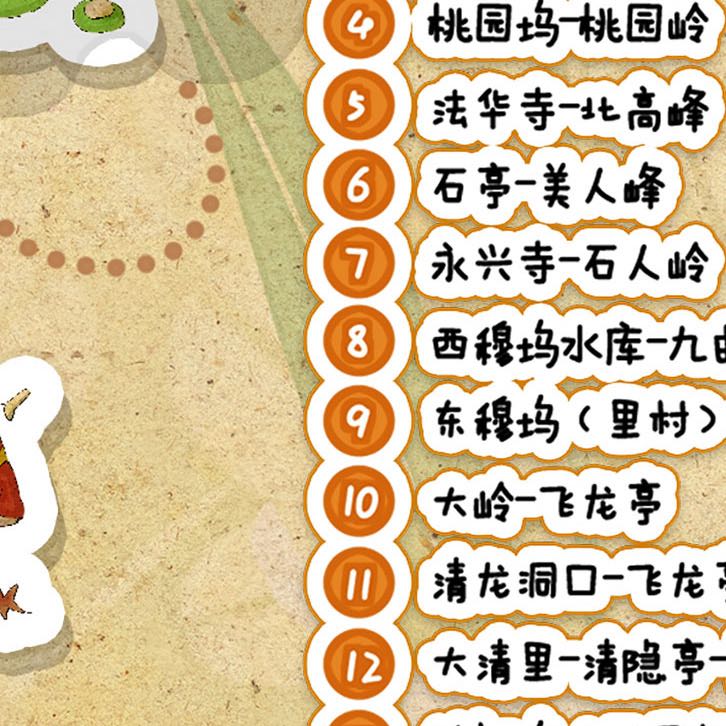 4 桃园坞-桃园岭
5 法华寺-北高峰
6 石亭-美人峰
7 永兴寺-石人岭
8 西穆坞水库-九曲
9 东穆坞（里村）
10 大岭-飞龙亭
11 清龙洞口-飞龙亭
12 大清里-清隐亭-